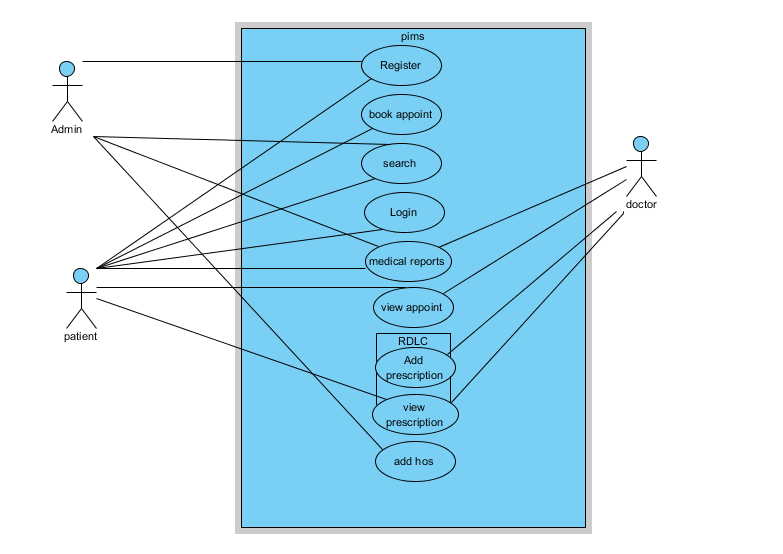 pims
Register
Admin
book appoint
search
doctor
Login
medical reports
view appoint
patient
RDLC
Add
prescription
view
prescription
add hos